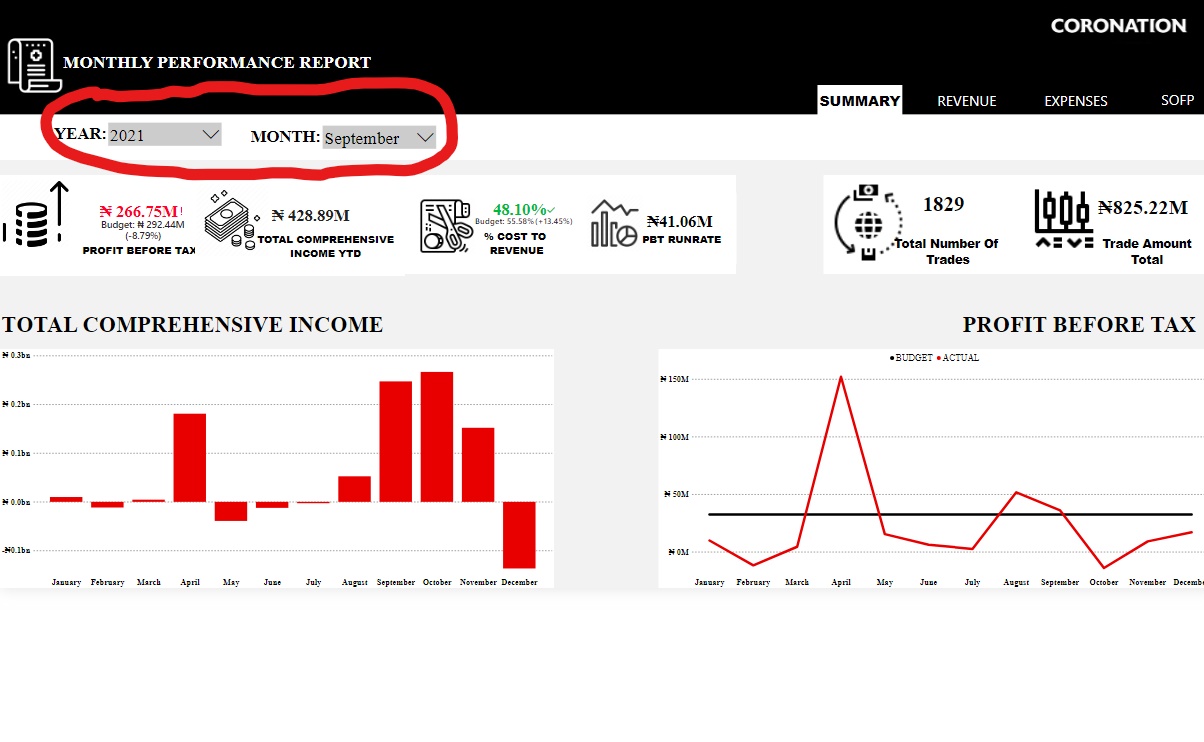 CORONATION
MONTHLY PERFORMANCE REPORT
SUMMARY REVENUE EXPENSES SOFP
YEAR: 2021 MONTH: September
₦ 266.75M!
Budget: ₦ 292.44M
(-8.79%)
PROFIT BEFORE TAX
₦ 428.89M
TOTAL COMPREHENSIVE
INCOME YTD
48.10%✓
Budget: 55.58% (+13.45%)
% COST TO
REVENUE
₦41.06M
PBT RUNRATE
1829
Total Number Of
Trades
₦825.22M
Trade Amount
Total
TOTAL COMPREHENSIVE INCOME
₦ 0.3bn
₦ 0.2bn
₦ 0.1bn
₦ 0.0bn
-₦0.1bn
January February March April May June July August September October November December
PROFIT BEFORE TAX
BUDGET ACTUAL
₦ 150M
₦ 100M
₦ 50M
₦ 0M
January February March April May June July August September October November Decembe